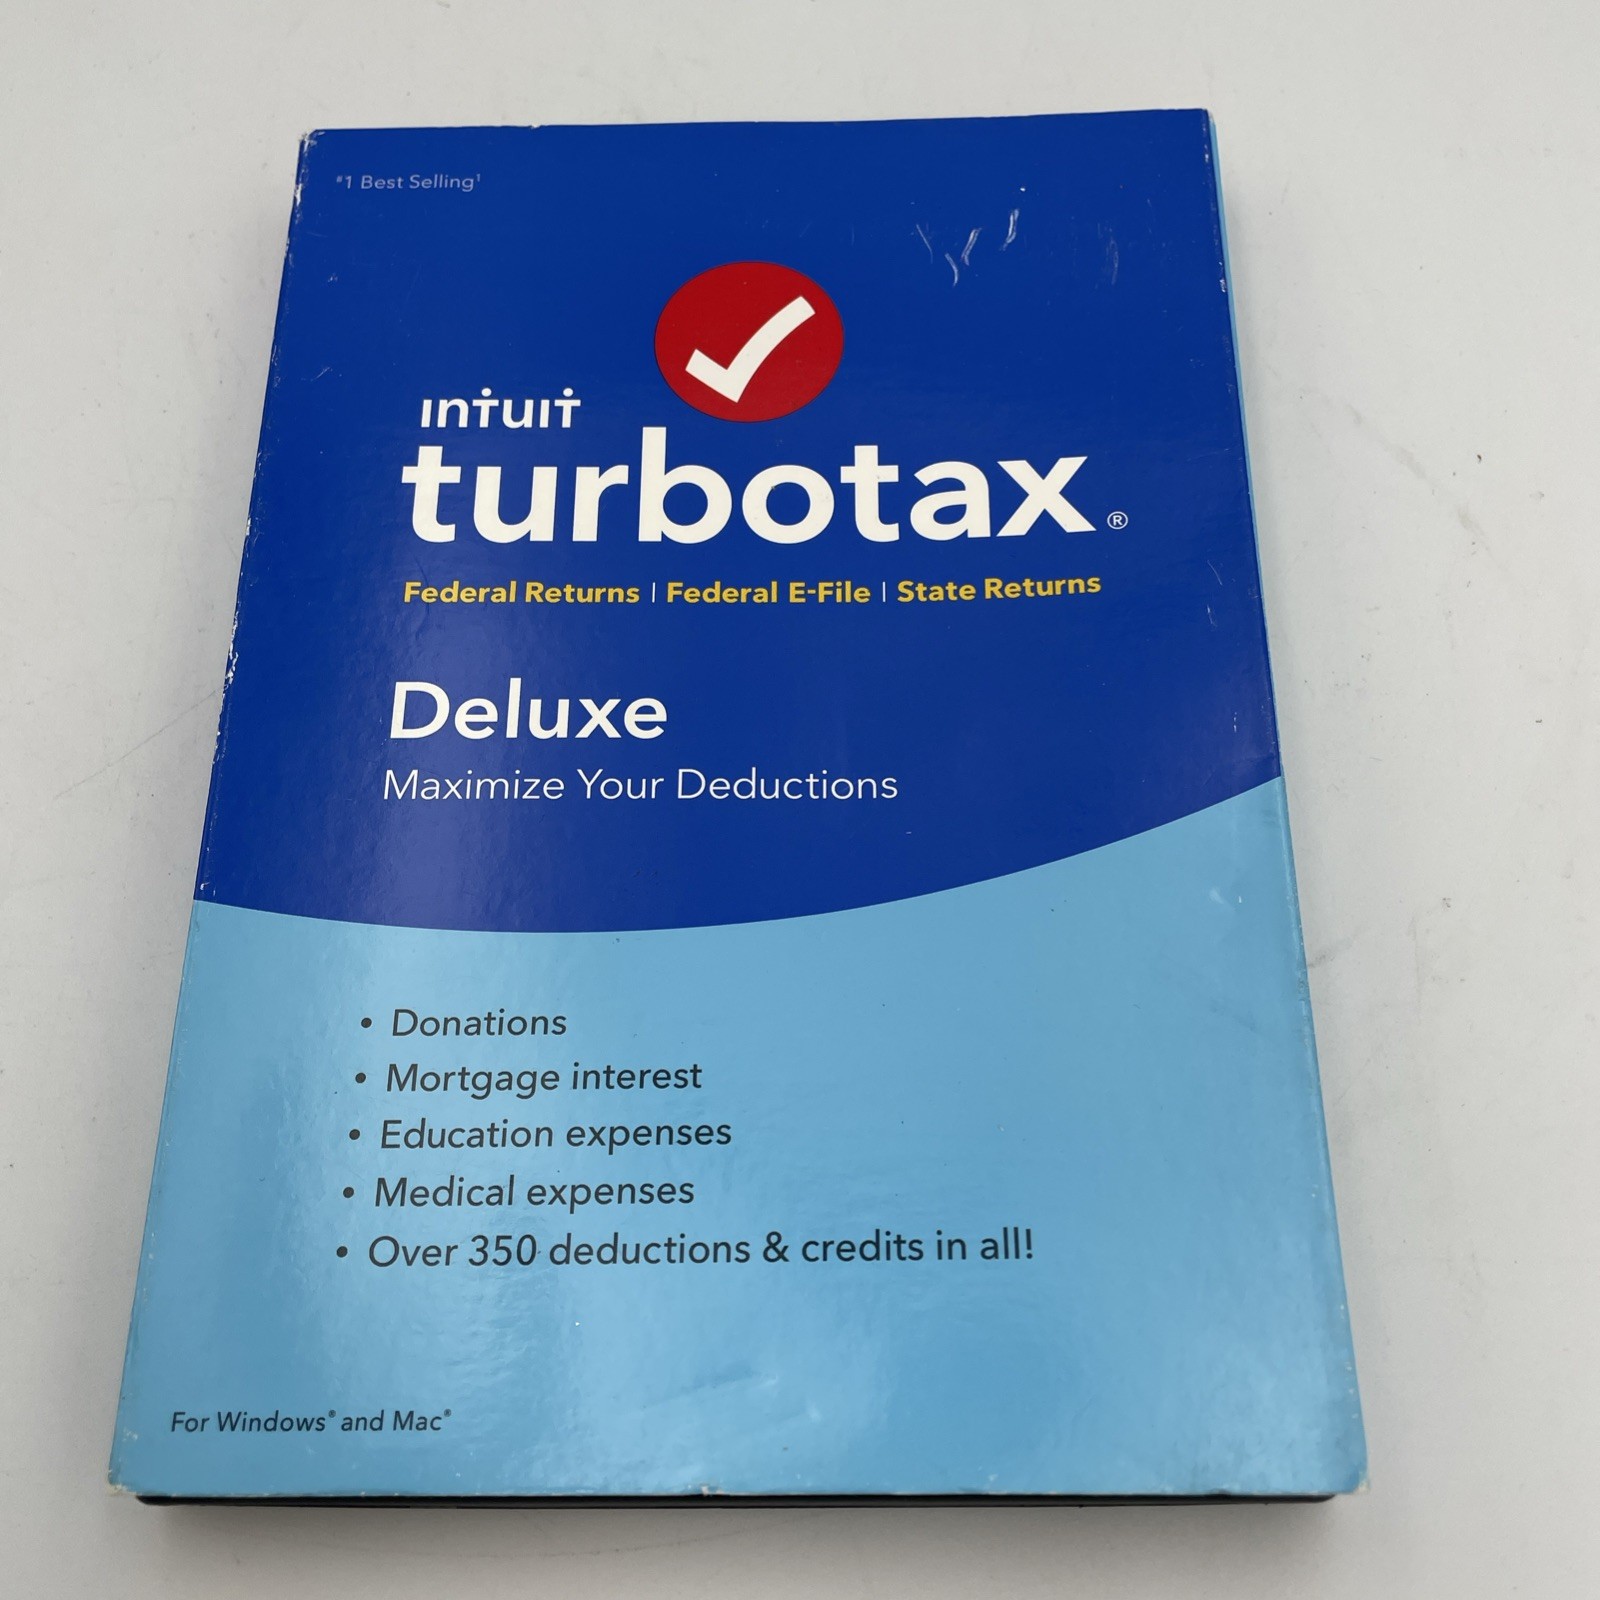 #1 Best Selling¹
ıntuıt
turbotax®
Federal Returns | Federal E-File | State Returns
Deluxe
Maximize Your Deductions
• Donations
• Mortgage interest
• Education expenses
• Medical expenses
• Over 350 deductions & credits in all!
For Windows® and Mac®